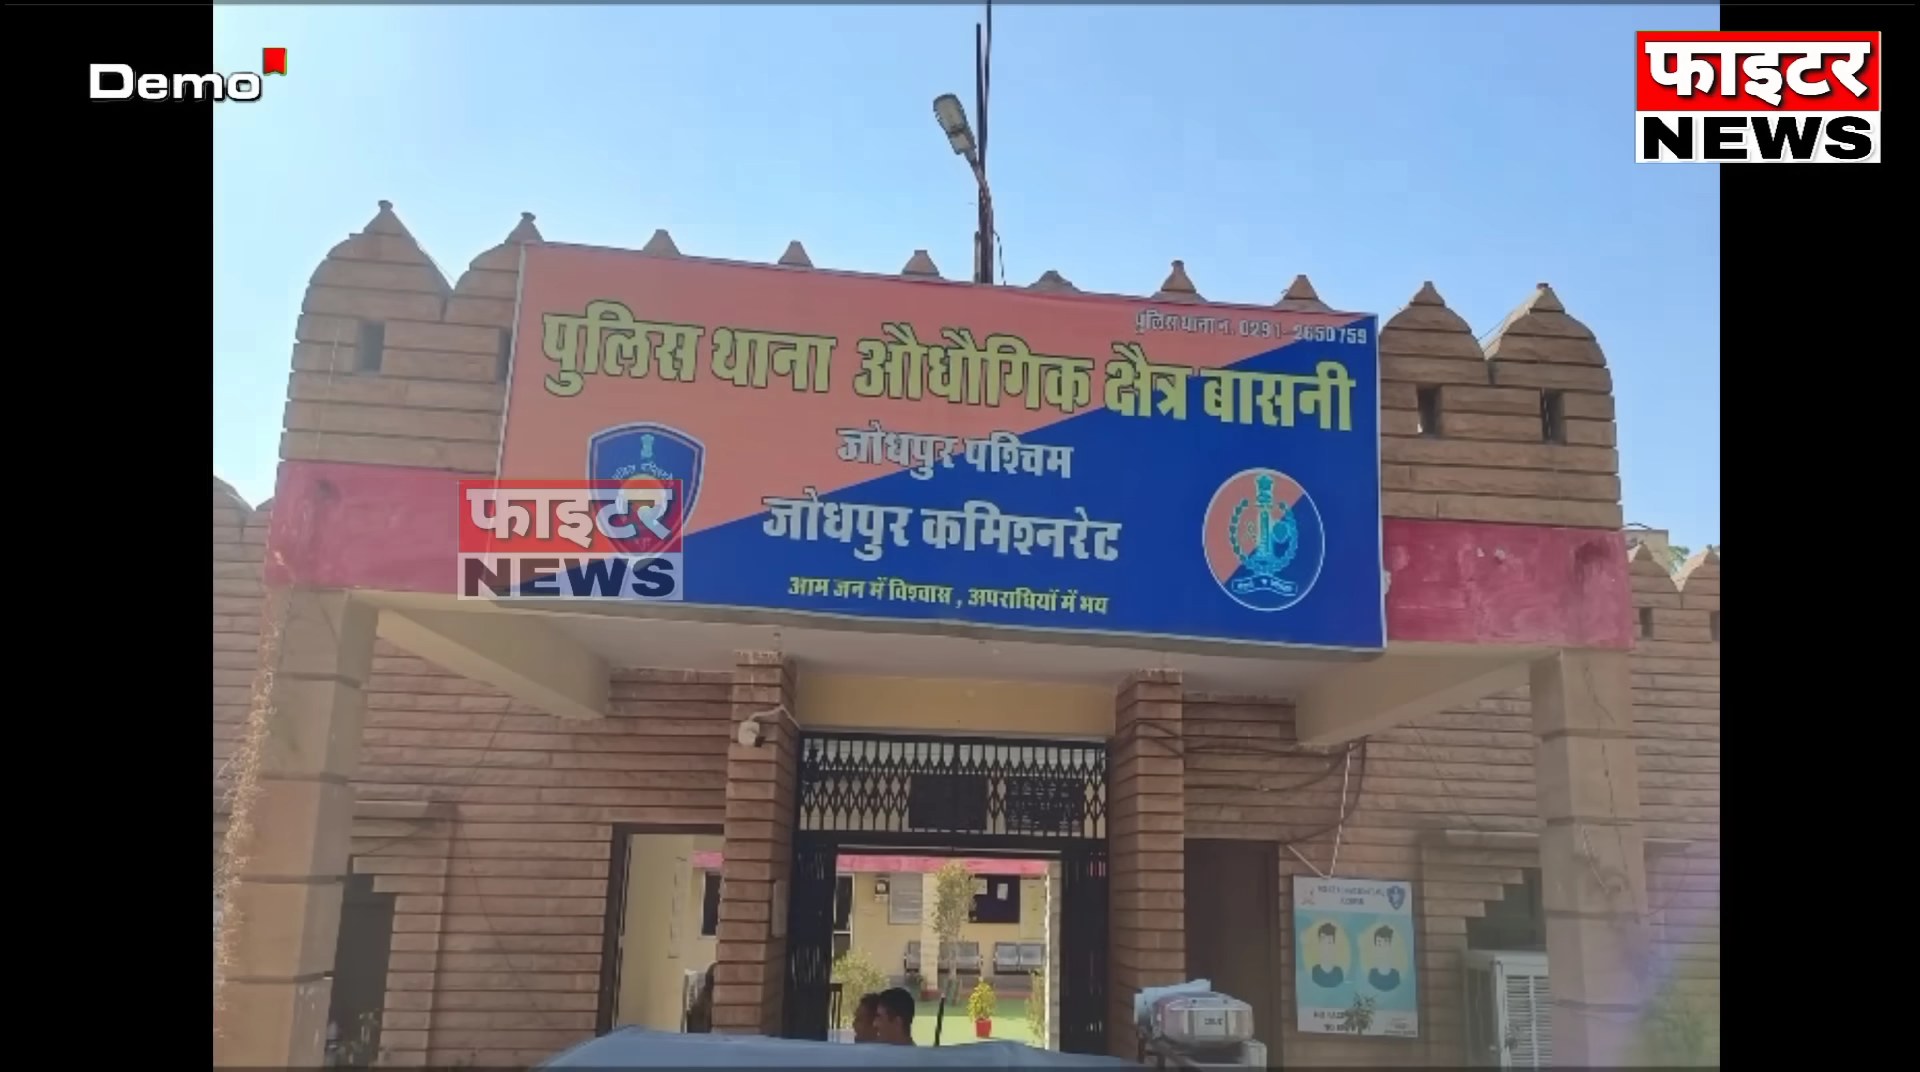 Demo
फाइटर
NEWS
पुलिस थाना न. 0291-2650759
पुलिस थाना औधौगिक क्षैत्र बासनी
जोधपुर पश्चिम
जोधपुर कमिश्नरेट
आम जन में विश्वास , अपराधियों में भय
फाइटर
NEWS